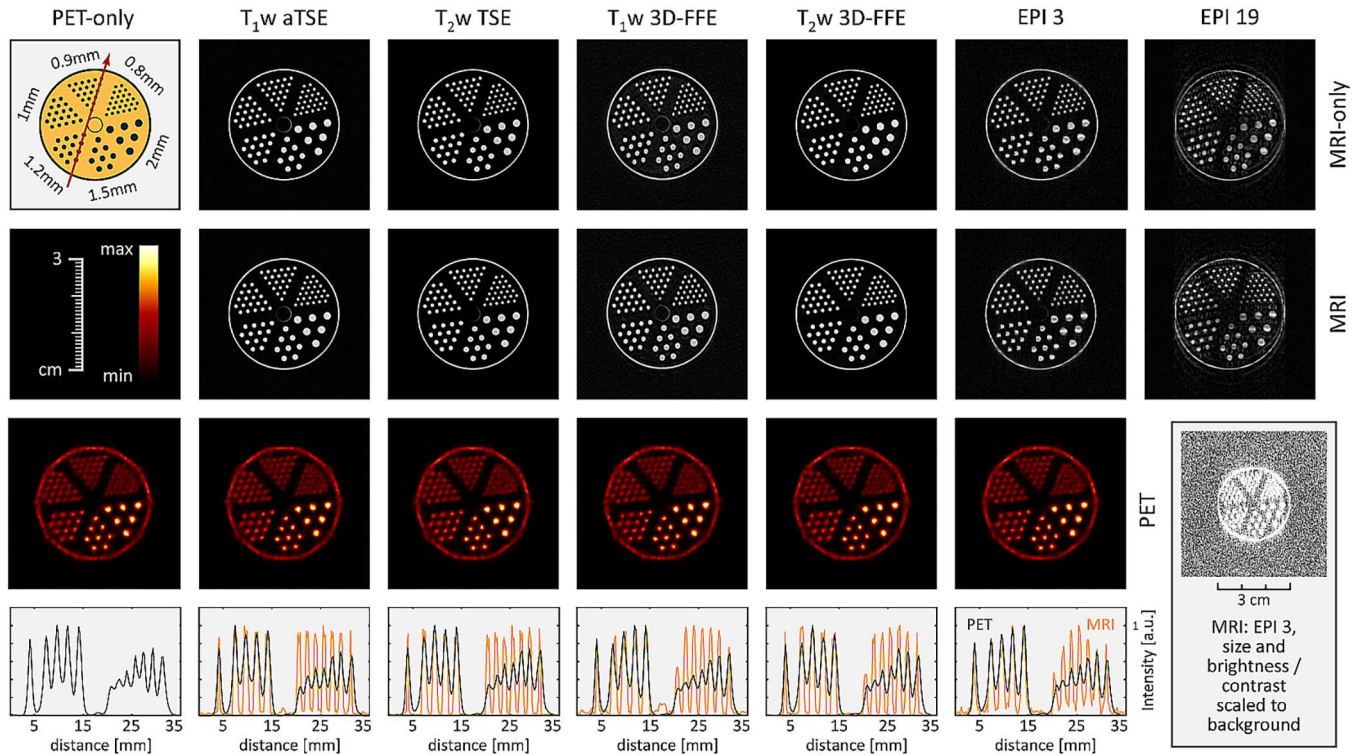 PET-only T₁w aTSE T₂w TSE T₁w 3D-FFE T₂w 3D-FFE EPI 3 EPI 19
0.9mm
0.8mm
1mm
2mm
1.2mm
1.5mm
MRI-only
3
max
cm
min
MRI
PET
3 cm
MRI: EPI 3,
size and
brightness /
contrast
scaled to
background
PET
MRI
1
Intensity [a.u.]
0
5 15 25 35
5 15 25 35
5 15 25 35
5 15 25 35
5 15 25 35
5 15 25 35
distance [mm] distance [mm] distance [mm] distance [mm] distance [mm] distance [mm]